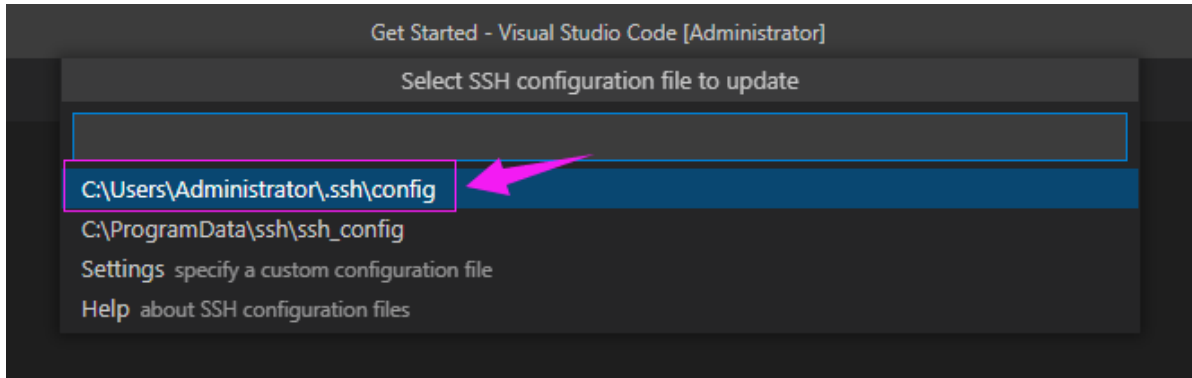 Get Started - Visual Studio Code [Administrator]
Select SSH configuration file to update
C:\Users\Administrator\.ssh\config
C:\ProgramData\ssh\ssh_config
Settings specify a custom configuration file
Help about SSH configuration files